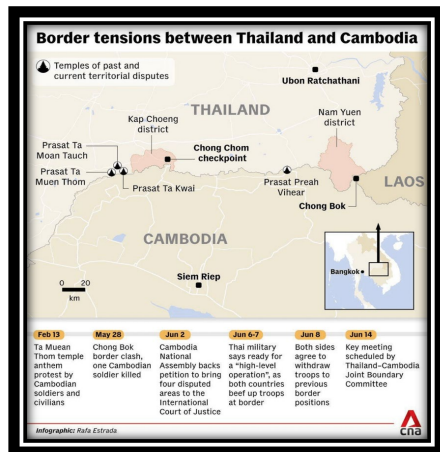 Border tensions between Thailand and Cambodia
Temples of past and
current territorial disputes
Ubon Ratchathani
THAILAND
Kap Choeng
district
Nam Yuen
district
Prasat Ta
Moan Tauch
Chong Chom
checkpoint
Prasat Ta
Muen Thom
Prasat Ta Kwai
Prasat Preah
Vihear
LAOS
Chong Bok
CAMBODIA
Siem Riep
0 20
km
Bangkok
Feb 13
Ta Muean
Thom temple
anthem
protest by
Cambodian
soldiers and
civilians
May 28
Chong Bok
border clash,
one Cambodian
soldier killed
Jun 2
Cambodia
National
Assembly backs
petition to bring
four disputed
areas to the
International
Court of Justice
Jun 6-7
Thai military
says ready for
a "high-level
operation", as
both countries
beef up troops
at border
Jun 8
Both sides
agree to
withdraw
troops to
previous
border
positions
Jun 14
Key meeting
scheduled by
Thailand–Cambodia
Joint Boundary
Committee
Infographic: Rafa Estrada
cna